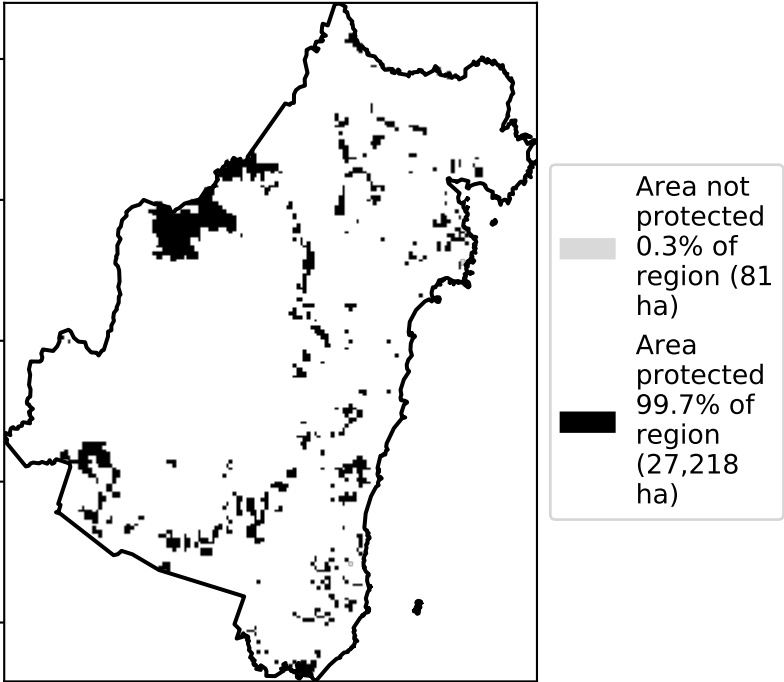 Area not
protected
0.3% of
region (81
ha)
Area
protected
99.7% of
region
(27,218
ha)